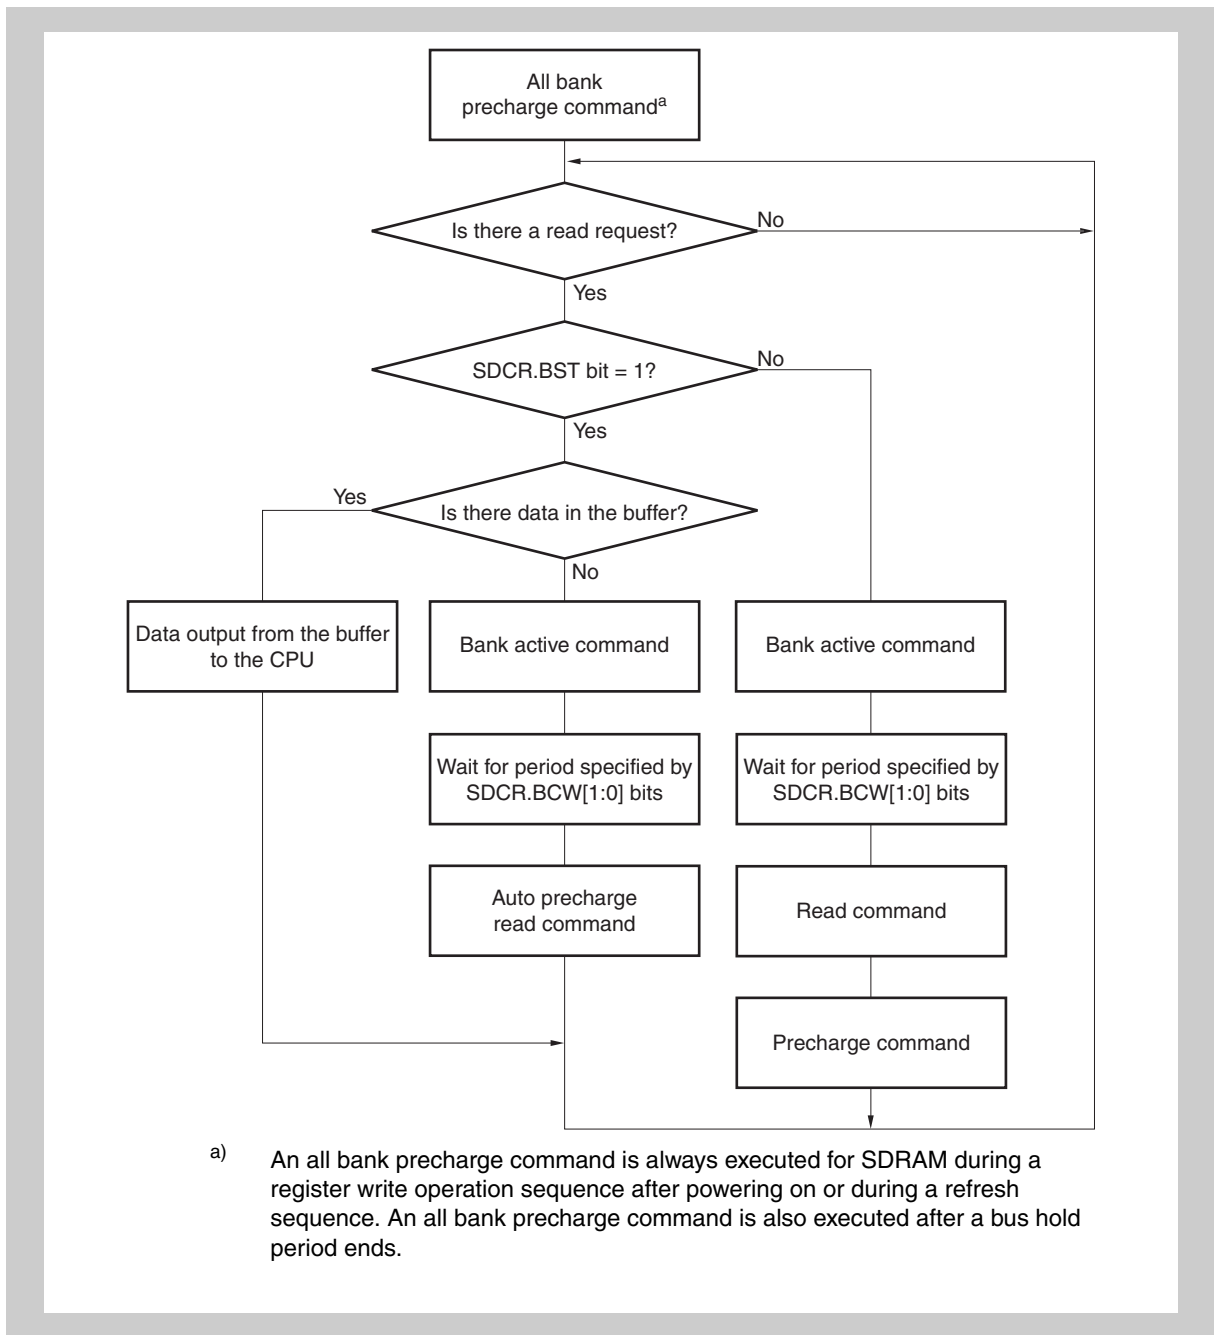 All bank
precharge commandᵃ
Is there a read request?
No
Yes
SDCR.BST bit = 1?
No
Yes
Yes
Is there data in the buffer?
No
Data output from the buffer
to the CPU
Bank active command
Bank active command
Wait for period specified by
SDCR.BCW[1:0] bits
Wait for period specified by
SDCR.BCW[1:0] bits
Auto precharge
read command
Read command
Precharge command
a) An all bank precharge command is always executed for SDRAM during a
register write operation sequence after powering on or during a refresh
sequence. An all bank precharge command is also executed after a bus hold
period ends.